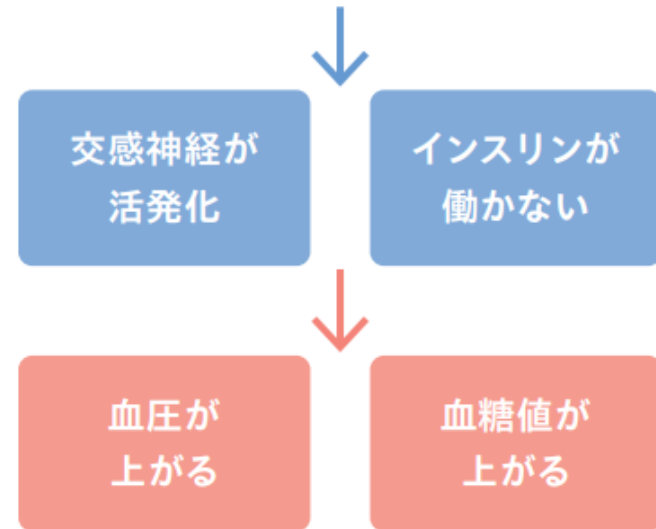 交感神経が
活発化
インスリンが
働かない
血圧が
上がる
血糖値が
上がる